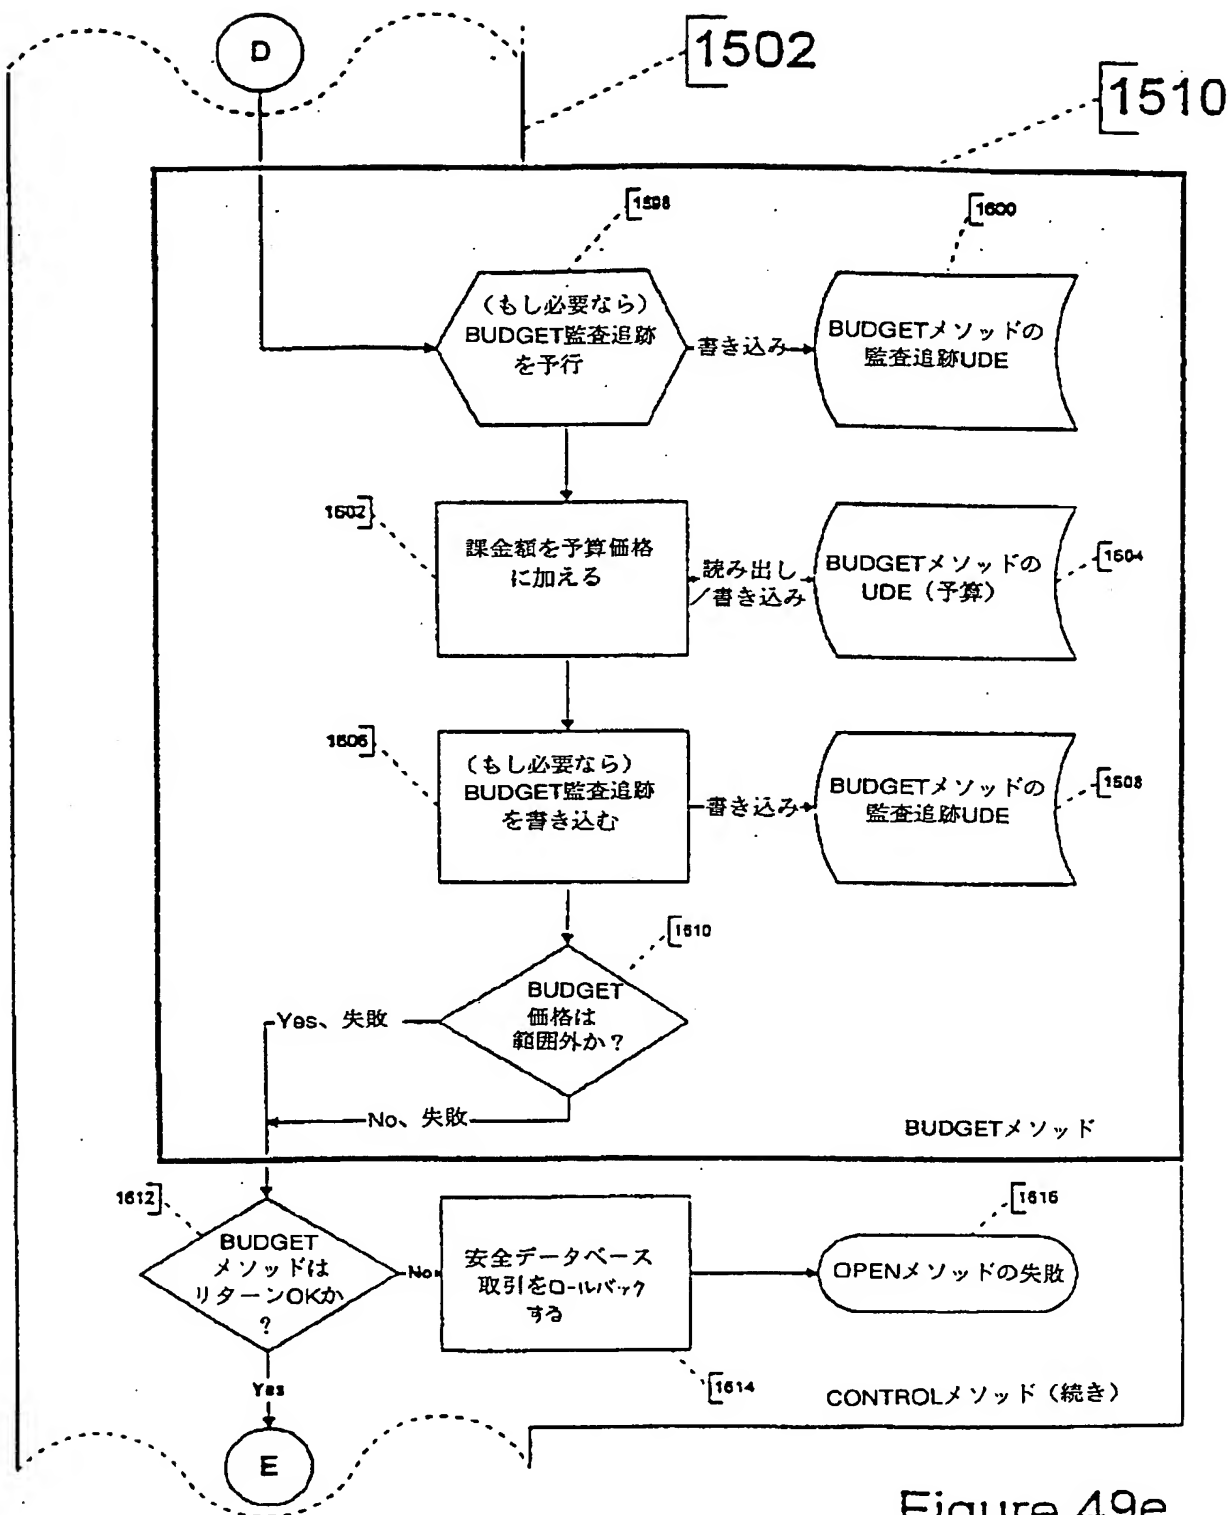 D
1502
1510
1598
1600
（もし必要なら）
BUDGET監査追跡
を予行
書き込み
BUDGETメソッドの
監査追跡UDE
1602
課金額を予算価格
に加える
読み出し
／書き込み
BUDGETメソッドの
UDE（予算）
1604
1606
（もし必要なら）
BUDGET監査追跡
を書き込む
書き込み
BUDGETメソッドの
監査追跡UDE
1608
1610
BUDGET
価格は
範囲外か？
Yes、失敗
No、失敗
BUDGETメソッド
1612
BUDGET
メソッドは
リターンOKか
？
No
安全データベース
取引をロールバック
する
1616
OPENメソッドの失敗
1614
Yes
CONTROLメソッド（続き）
E
Figure 49e